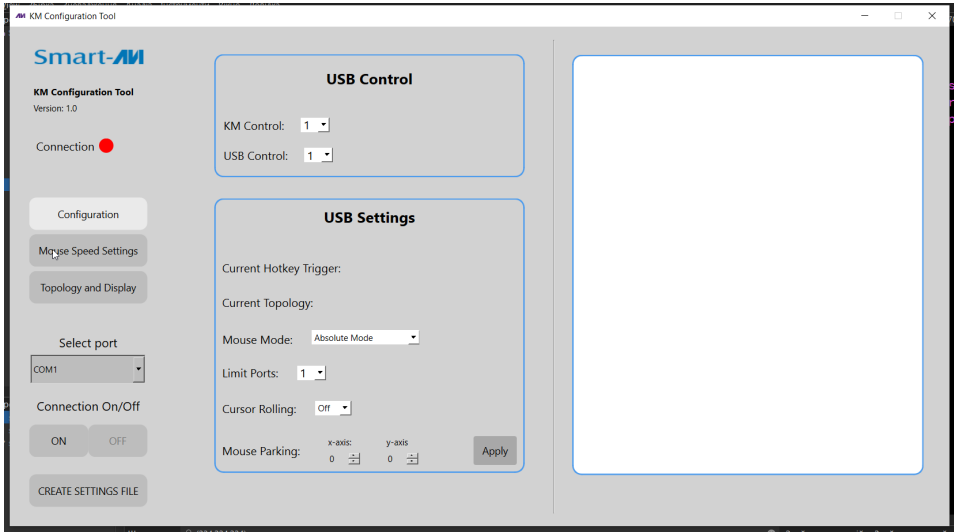 KM Configuration Tool
Smart-AVI
KM Configuration Tool
Version: 1.0
Connection
Configuration
Mouse Speed Settings
Topology and Display
Select port
COM1
Connection On/Off
ON OFF
CREATE SETTINGS FILE
USB Control
KM Control: 1
USB Control: 1
USB Settings
Current Hotkey Trigger:
Current Topology:
Mouse Mode: Absolute Mode
Limit Ports: 1
Cursor Rolling: Off
x-axis: y-axis
Mouse Parking: 0 0
Apply